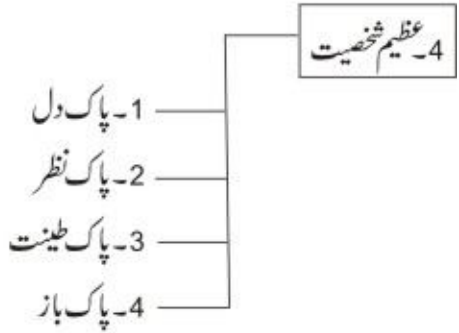 4۔عظیم شخصیت
1۔پاک دل
2۔پاک نظر
3۔پاک طینت
4۔پاک باز